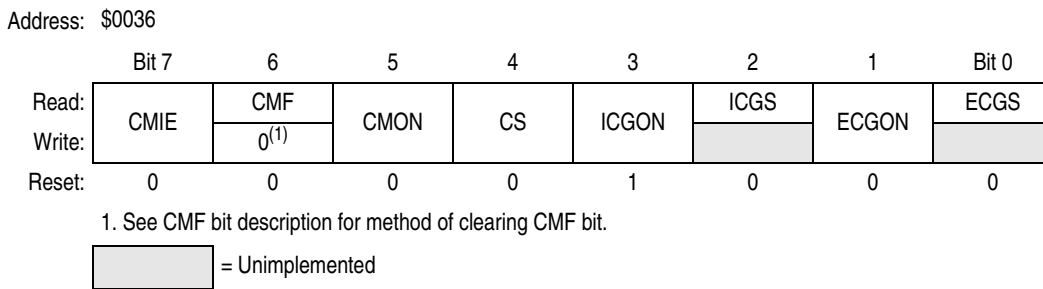 Address: $0036
Bit 7 6 5 4 3 2 1 Bit 0
Read: CMIE CMF CMON CS ICGON ICGS ECGON ECGS
Write: 0(1)
Reset: 0 0 0 0 1 0 0 0
1. See CMF bit description for method of clearing CMF bit.
= Unimplemented